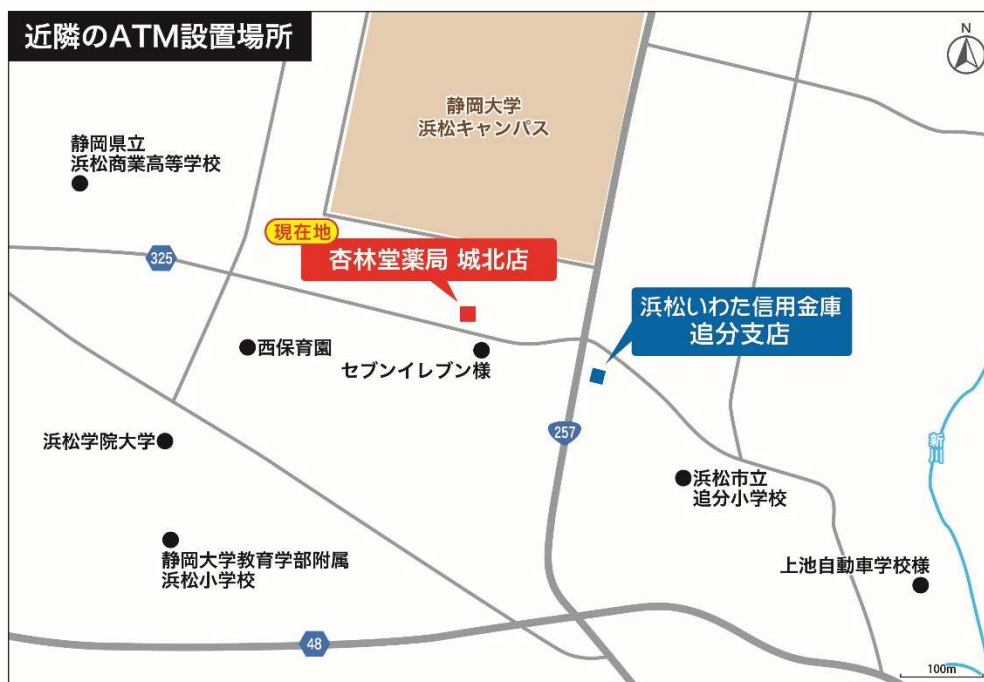 近隣のATM設置場所
N
静岡大学
浜松キャンパス
静岡県立
浜松商業高等学校
現在地
杏林堂薬局 城北店
325
浜松いわた信用金庫
追分支店
西保育園
セブンイレブン様
257
浜松学院大学
新川
浜松市立
追分小学校
静岡大学教育学部附属
浜松小学校
上池自動車学校様
48
100m